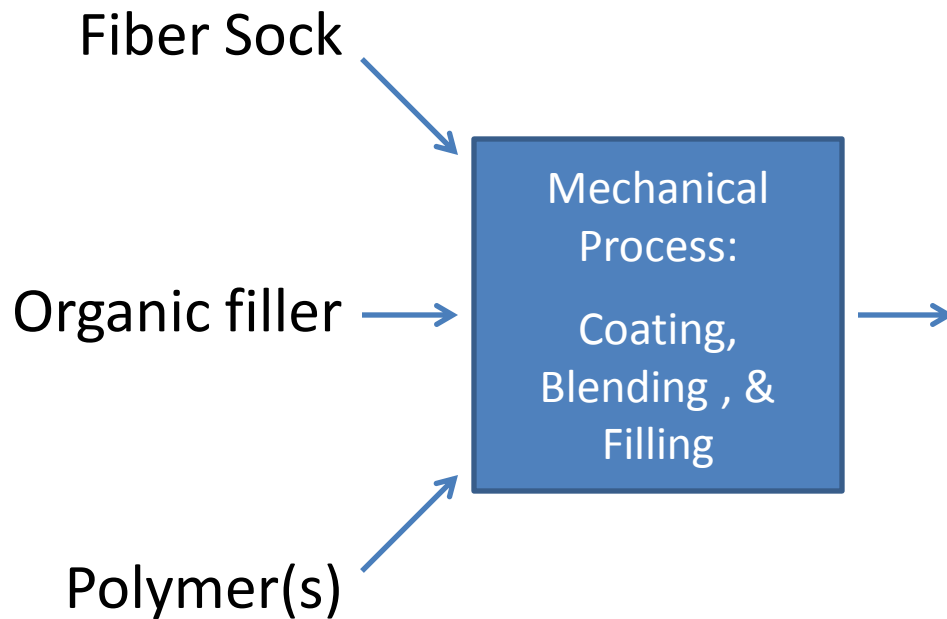 Fiber Sock
Organic filler
Polymer(s)
Mechanical
Process:
Coating,
Blending , &
Filling